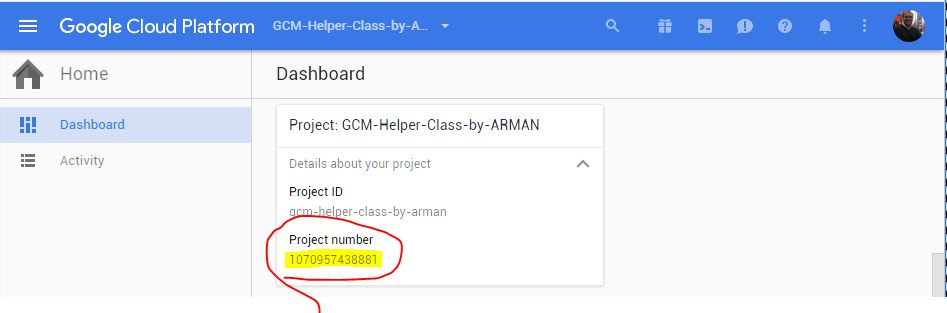 Google Cloud Platform GCM-Helper-Class-by-A...
Home
Dashboard
Dashboard
Activity
Project: GCM-Helper-Class-by-ARMAN
Details about your project
Project ID
gcm-helper-class-by-arman
Project number
1070957438881